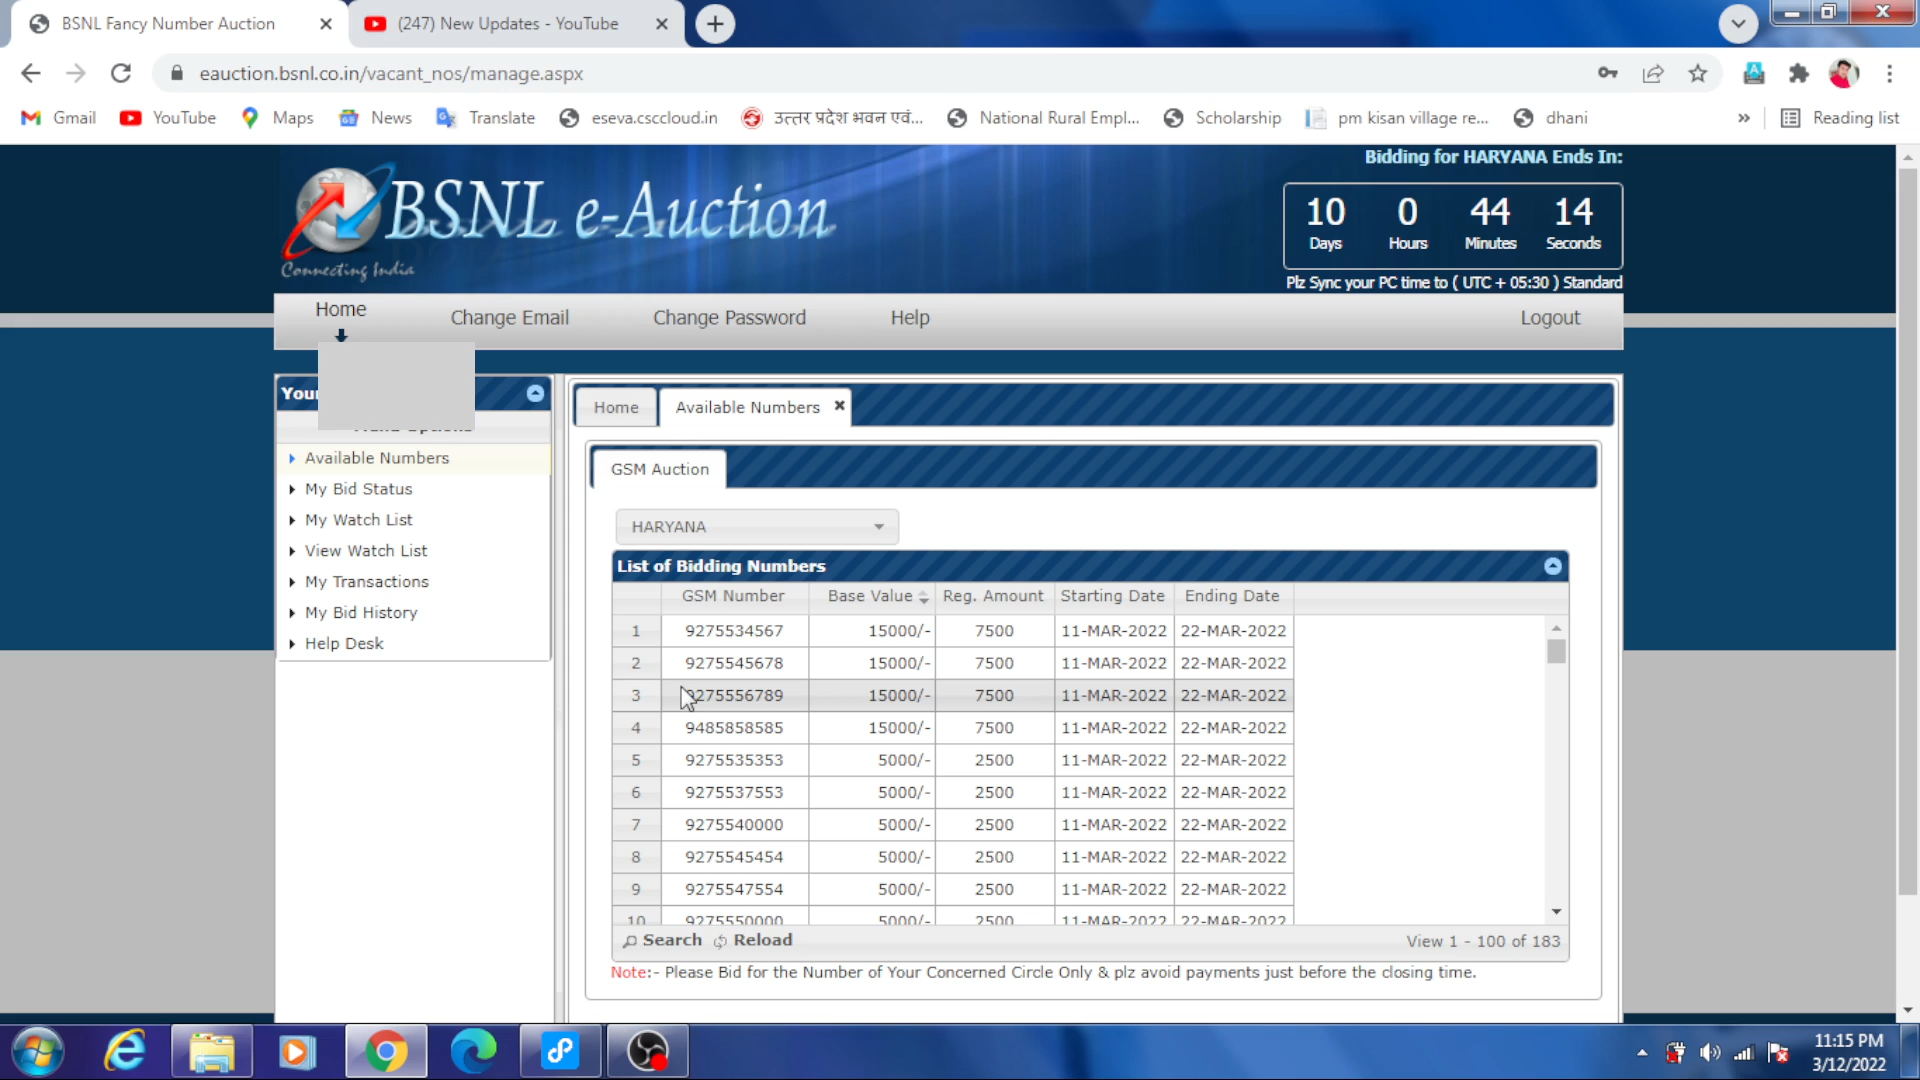 BSNL Fancy Number Auction
(247) New Updates - YouTube
eauction.bsnl.co.in/vacant_nos/manage.aspx
Gmail YouTube Maps News Translate eseva.csccloud.in उत्तर प्रदेश भवन एवं... National Rural Empl... Scholarship pm kisan village re... dhani » Reading list
BSNL e-Auction
Connecting India
Bidding for HARYANA Ends In:
10 0 44 14
Days Hours Minutes Seconds
Plz Sync your PC time to ( UTC + 05:30 ) Standard
Home Change Email Change Password Help Logout
Your
Available Numbers
My Bid Status
My Watch List
View Watch List
My Transactions
My Bid History
Help Desk
Home Available Numbers
GSM Auction
HARYANA
List of Bidding Numbers
GSM Number Base Value Reg. Amount Starting Date Ending Date
1 9275534567 15000/- 7500 11-MAR-2022 22-MAR-2022
2 9275545678 15000/- 7500 11-MAR-2022 22-MAR-2022
3 9275556789 15000/- 7500 11-MAR-2022 22-MAR-2022
4 9485858585 15000/- 7500 11-MAR-2022 22-MAR-2022
5 9275535353 5000/- 2500 11-MAR-2022 22-MAR-2022
6 9275537553 5000/- 2500 11-MAR-2022 22-MAR-2022
7 9275540000 5000/- 2500 11-MAR-2022 22-MAR-2022
8 9275545454 5000/- 2500 11-MAR-2022 22-MAR-2022
9 9275547554 5000/- 2500 11-MAR-2022 22-MAR-2022
10 9275550000 5000/- 2500 11-MAR-2022 22-MAR-2022
Search Reload View 1 - 100 of 183
Note:- Please Bid for the Number of Your Concerned Circle Only & plz avoid payments just before the closing time.
11:15 PM
3/12/2022